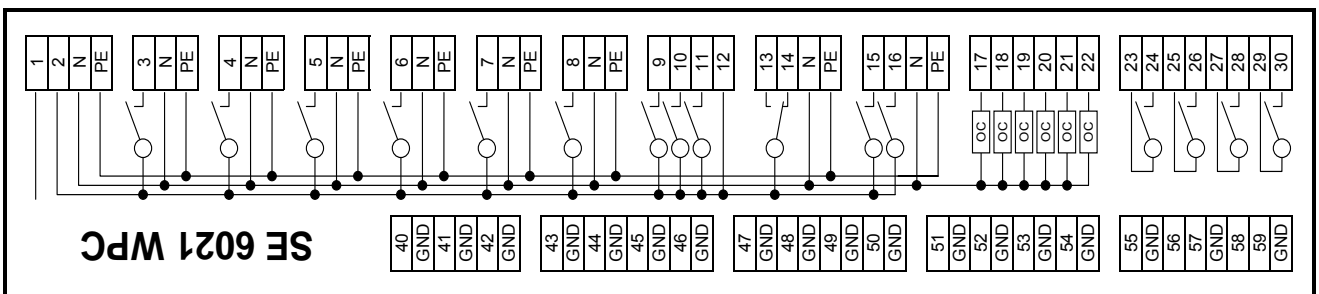 1 2 N PE 3 N PE 4 N PE 5 N PE 6 N PE 7 N PE 8 N PE 9 10 11 12 13 14 N PE 15 16 N PE 17 18 19 20 21 22 23 24 25 26 27 28 29 30
OC OC OC OC OC OC
SE 6021 WPC
40 GND 41 GND 42 GND 43 GND 44 GND 45 GND 46 GND 47 GND 48 GND 49 GND 50 GND 51 GND 52 GND 53 GND 54 GND 55 GND 56 57 GND 58 59 GND